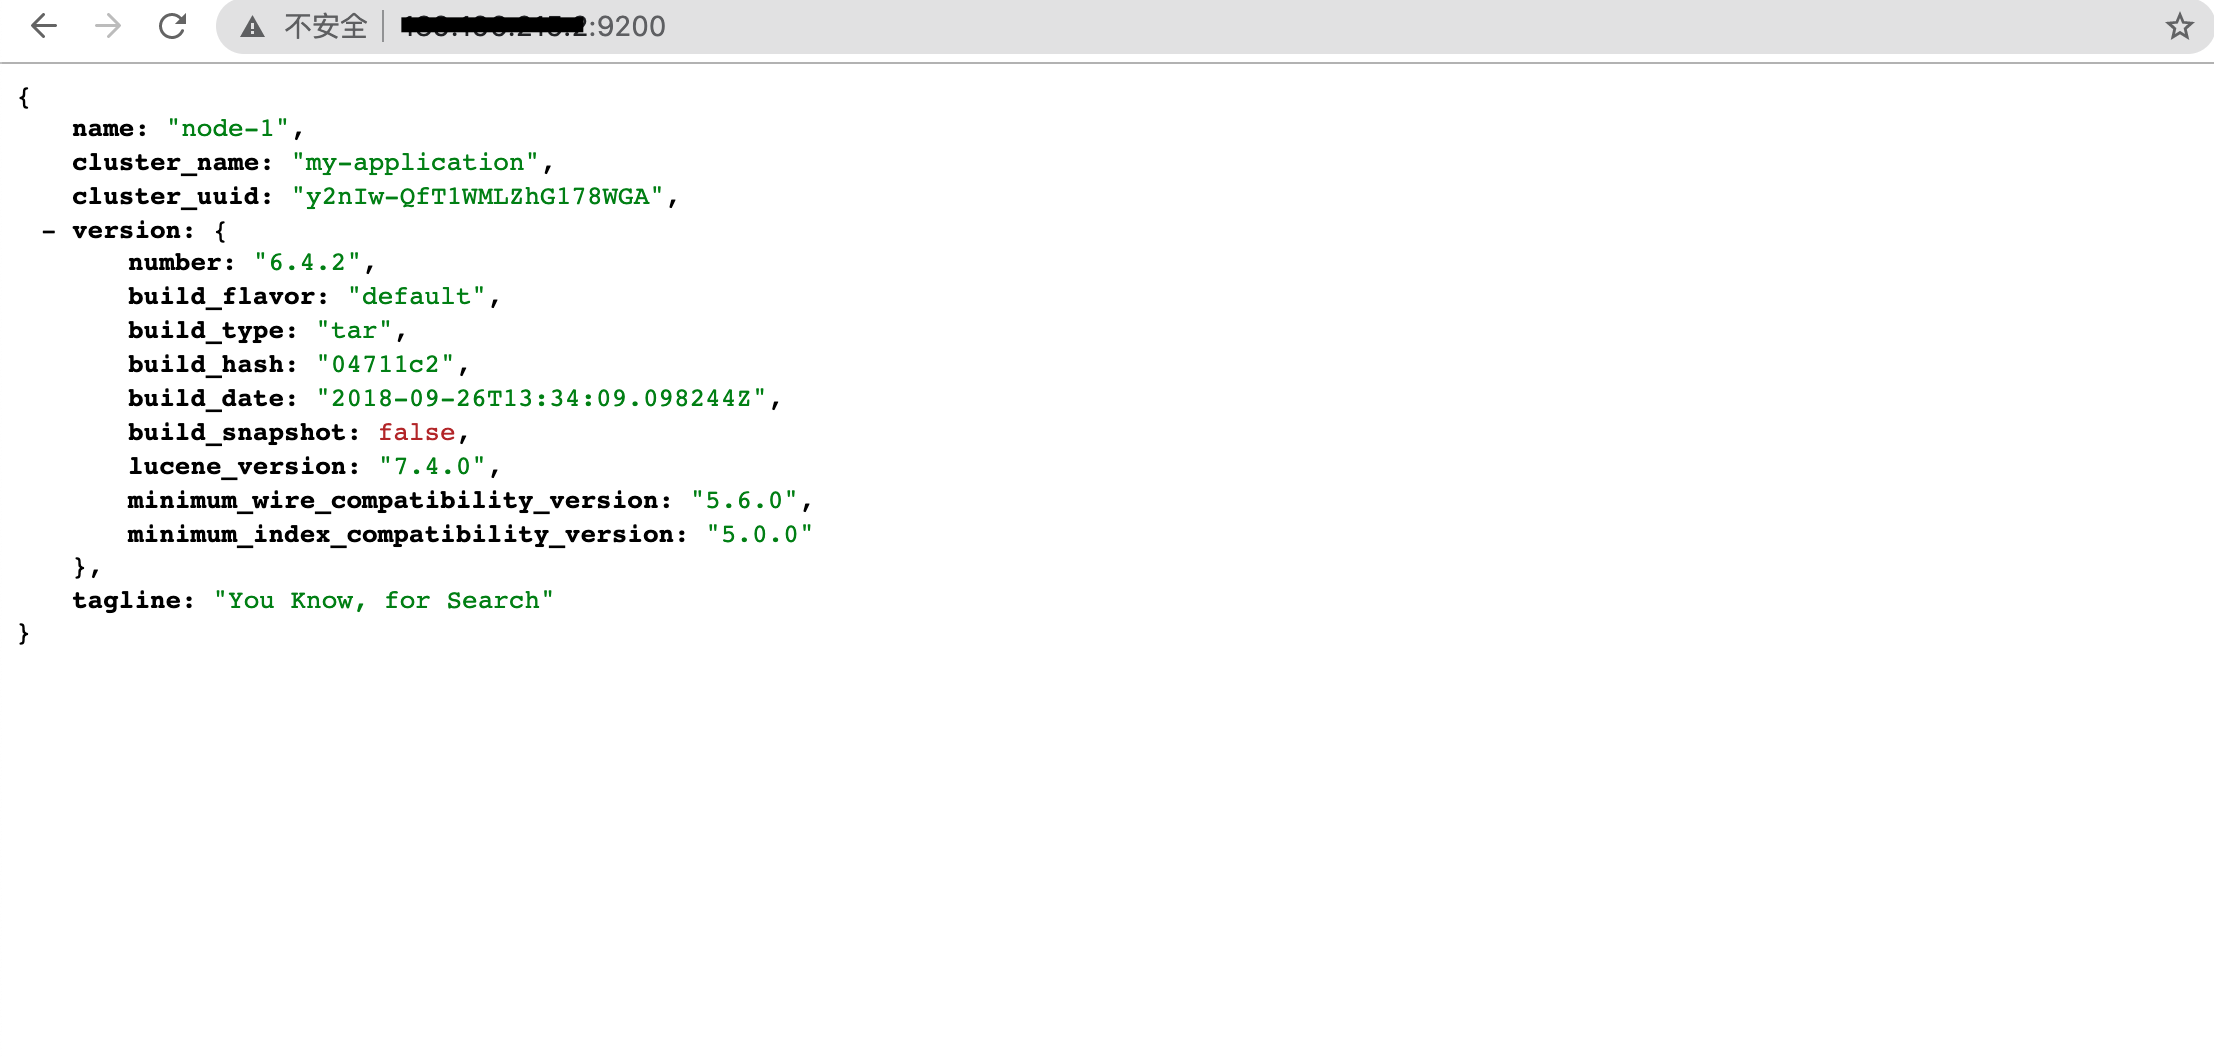 不安全 :9200
{
name: "node-1",
cluster_name: "my-application",
cluster_uuid: "y2nIw-QfT1WMLZhG178WGA",
- version: {
number: "6.4.2",
build_flavor: "default",
build_type: "tar",
build_hash: "04711c2",
build_date: "2018-09-26T13:34:09.098244Z",
build_snapshot: false,
lucene_version: "7.4.0",
minimum_wire_compatibility_version: "5.6.0",
minimum_index_compatibility_version: "5.0.0"
},
tagline: "You Know, for Search"
}